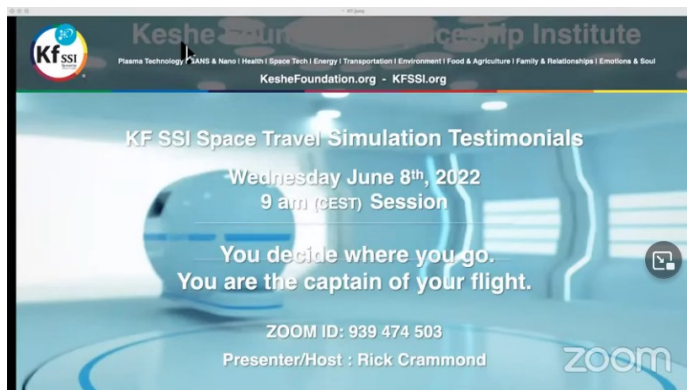 KF SSI
Keshe Foundation Spaceship Institute
Plasma Technology I GANS & Nano I Health I Space Tech I Energy I Transportation I Environment I Food & Agriculture I Family & Relationships I Emotions & Soul
KesheFoundation.org - KFSSI.org
KF SSI Space Travel Simulation Testimonials
Wednesday June 8th, 2022
9 am (CEST) Session
You decide where you go.
You are the captain of your flight.
ZOOM ID: 939 474 503
Presenter/Host : Rick Crammond
zoom